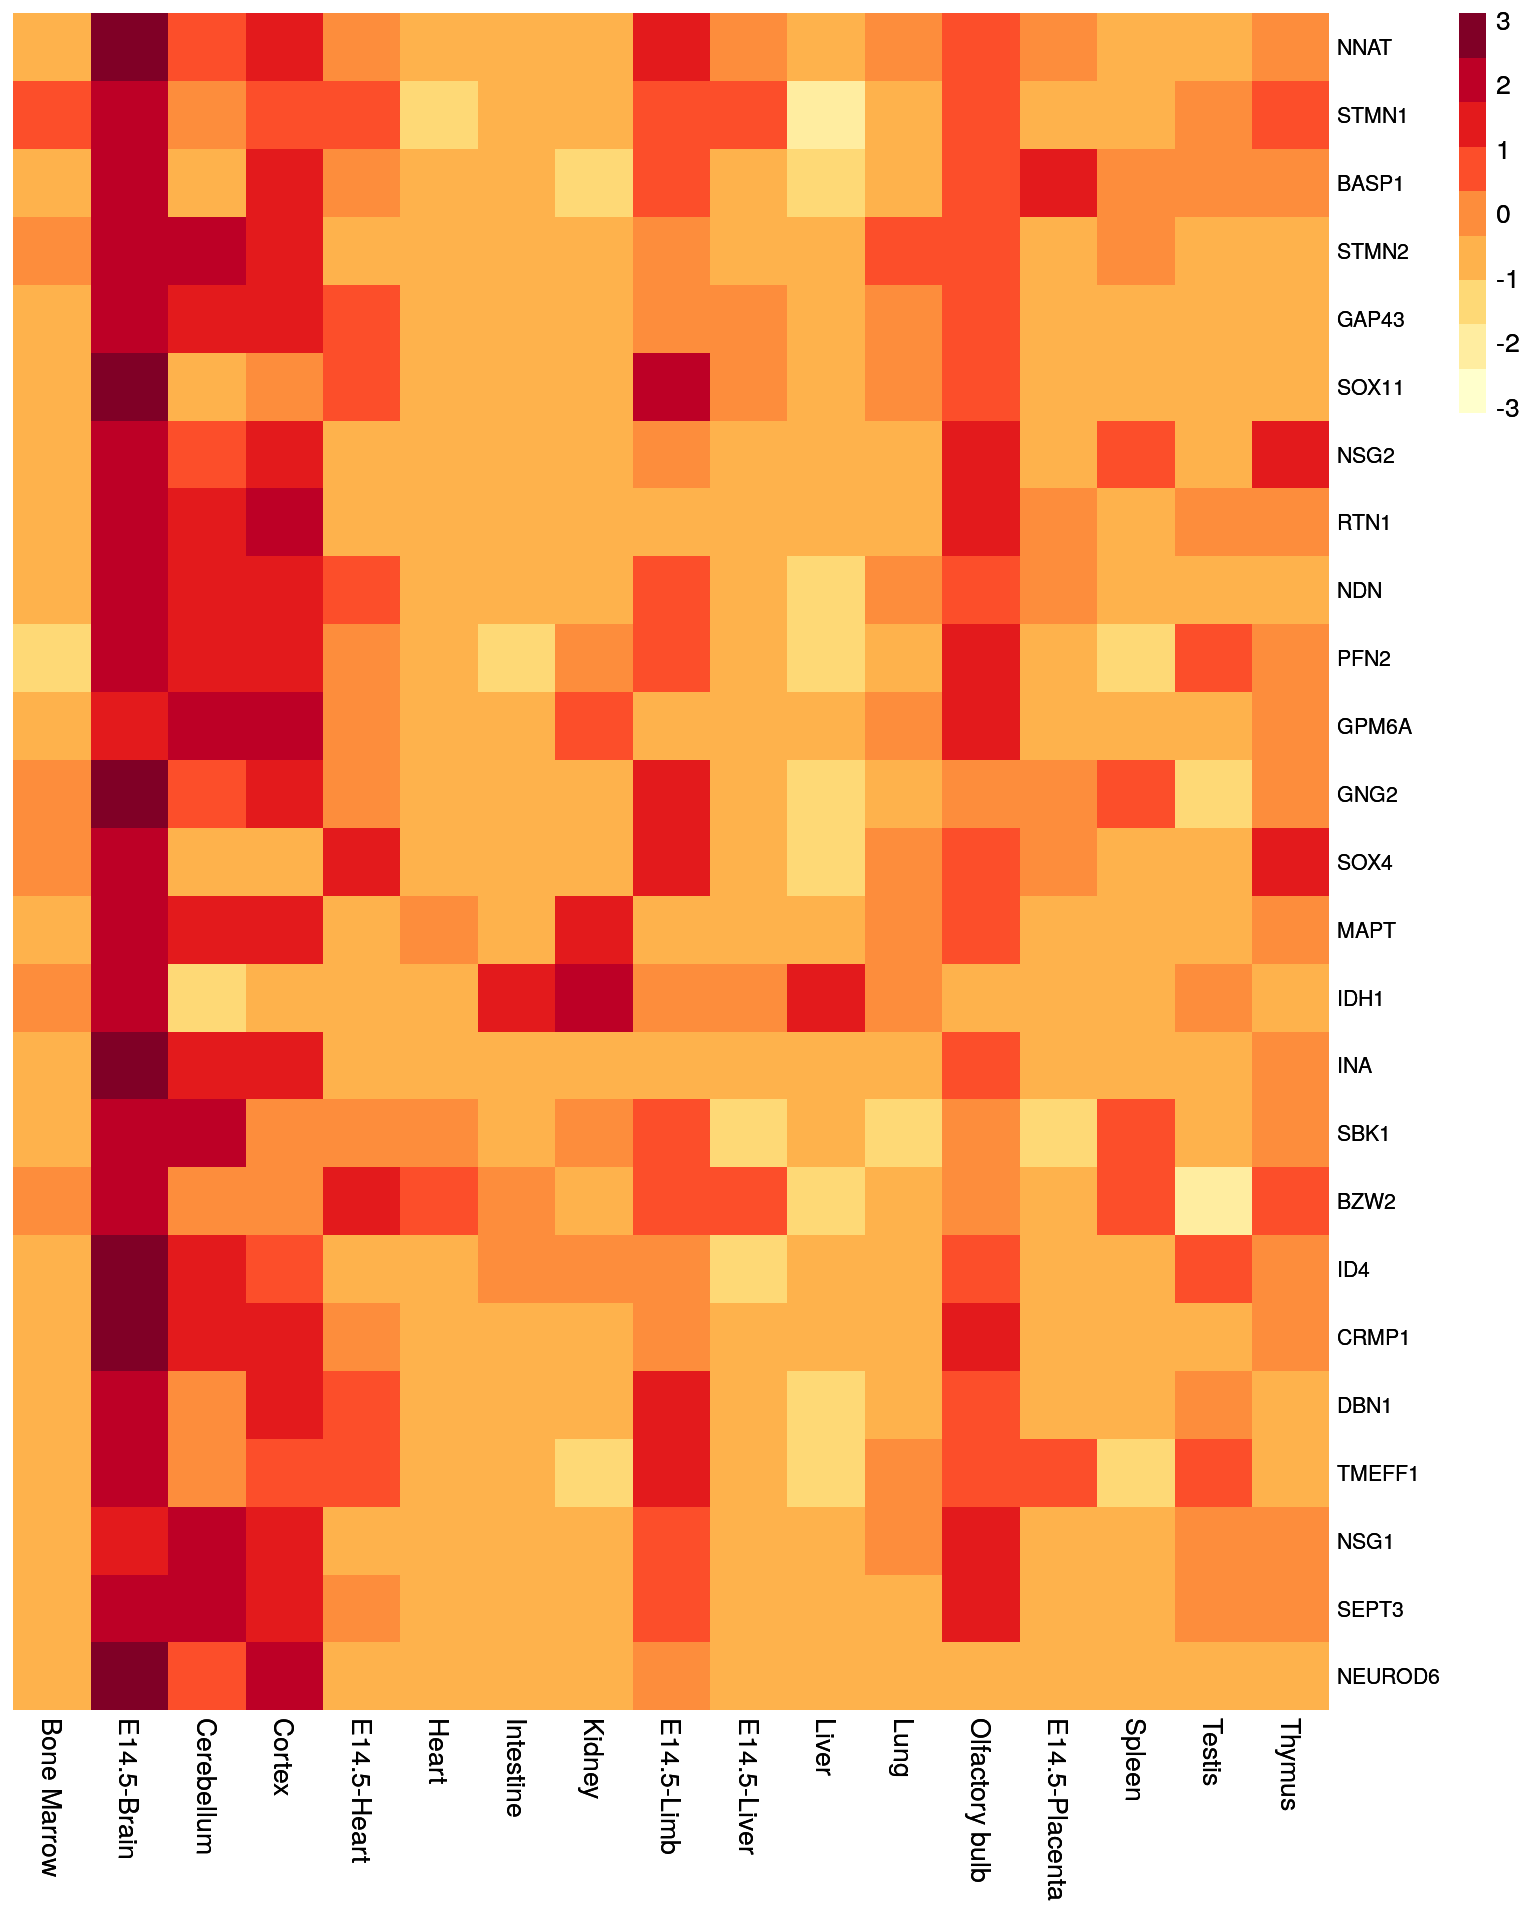 3
2
1
0
-1
-2
-3
NNAT
STMN1
BASP1
STMN2
GAP43
SOX11
NSG2
RTN1
NDN
PFN2
GPM6A
GNG2
SOX4
MAPT
IDH1
INA
SBK1
BZW2
ID4
CRMP1
DBN1
TMEFF1
NSG1
SEPT3
NEUROD6
Bone Marrow
E14.5-Brain
Cerebellum
Cortex
E14.5-Heart
Heart
Intestine
Kidney
E14.5-Limb
E14.5-Liver
Liver
Lung
Olfactory bulb
E14.5-Placenta
Spleen
Testis
Thymus